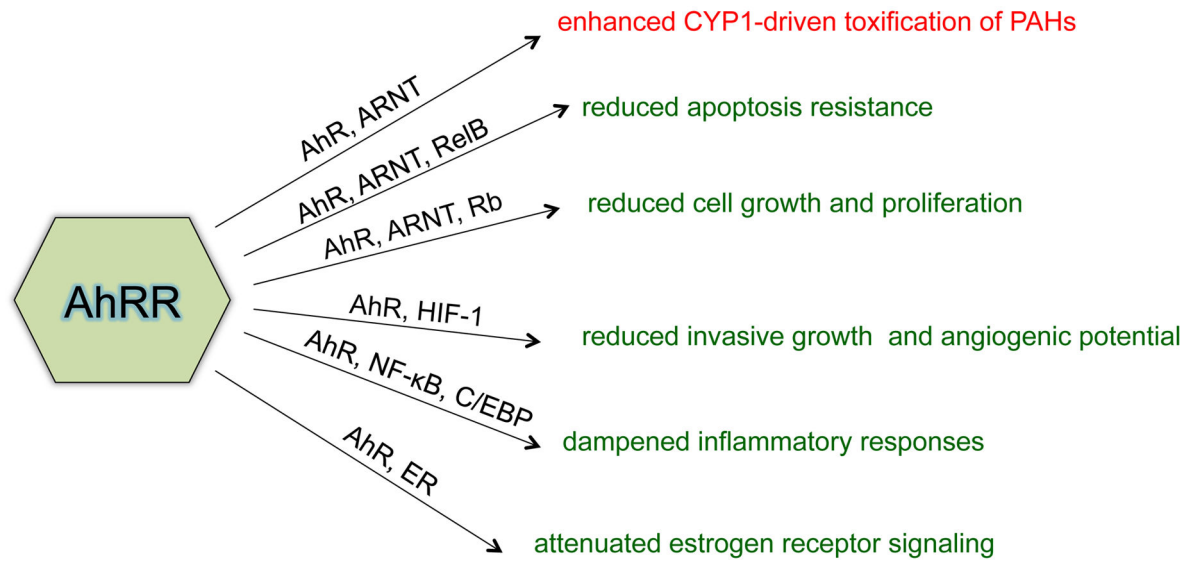 enhanced CYP1-driven toxification of PAHs
AhR, ARNT
reduced apoptosis resistance
AhR, ARNT, RelB
reduced cell growth and proliferation
AhR, ARNT, Rb
AhRR
AhR, HIF-1
reduced invasive growth and angiogenic potential
AhR, NF-κB, C/EBP
dampened inflammatory responses
AhR, ER
attenuated estrogen receptor signaling